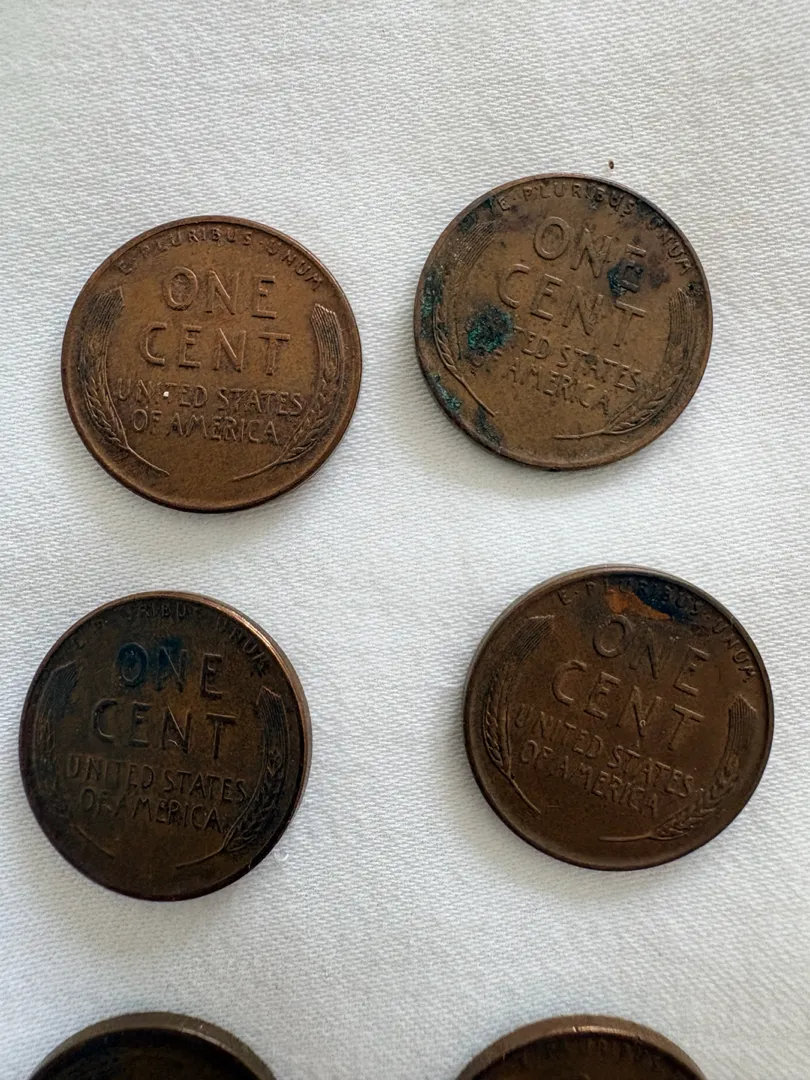 E·PLURIBUS·UNUM
ONE
CENT
UNITED STATES
OF AMERICA
E·PLURIBUS·UNUM
ONE
CENT
TED STATES
OF AMERICA
ONE
CENT
UNITED STATES
OF AMERICA
E·PLURIBUS·UNUM
ONE
CENT
UNITED STATES
OF AMERICA